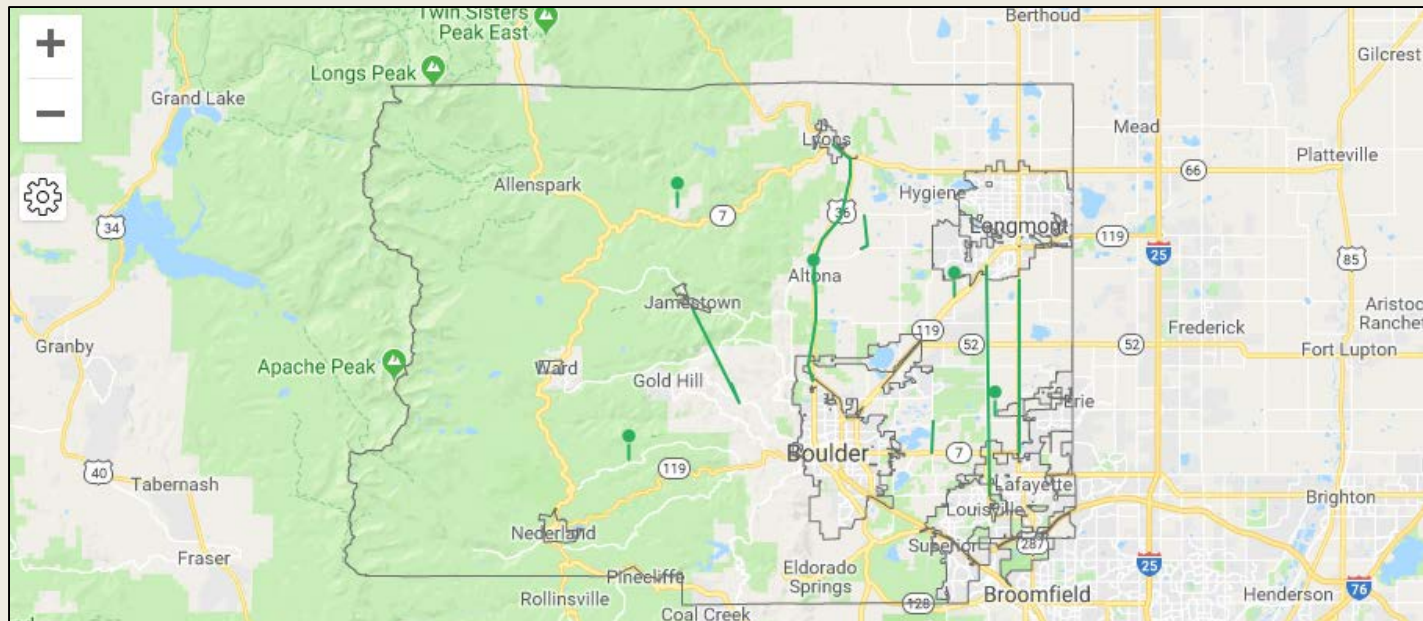 Twin Sisters
Peak East
Berthoud
Gilcrest
Longs Peak
Grand Lake
Mead
Platteville
Lyons
66
Allenspark
Hygiene
7
36
34
Longmont
119
25
85
Altona
Jamestown
Aristoc
Ranchet
119
52
52
Frederick
Granby
Fort Lupton
Apache Peak
Ward
Gold Hill
Erie
Boulder
7
119
40
Tabernash
Lafayette
Brighton
Louisville
Nederland
Superior
287
Fraser
Eldorado
Springs
25
76
Pinecliffe
Rollinsville
128
Broomfield
Henderson
Coal Creek